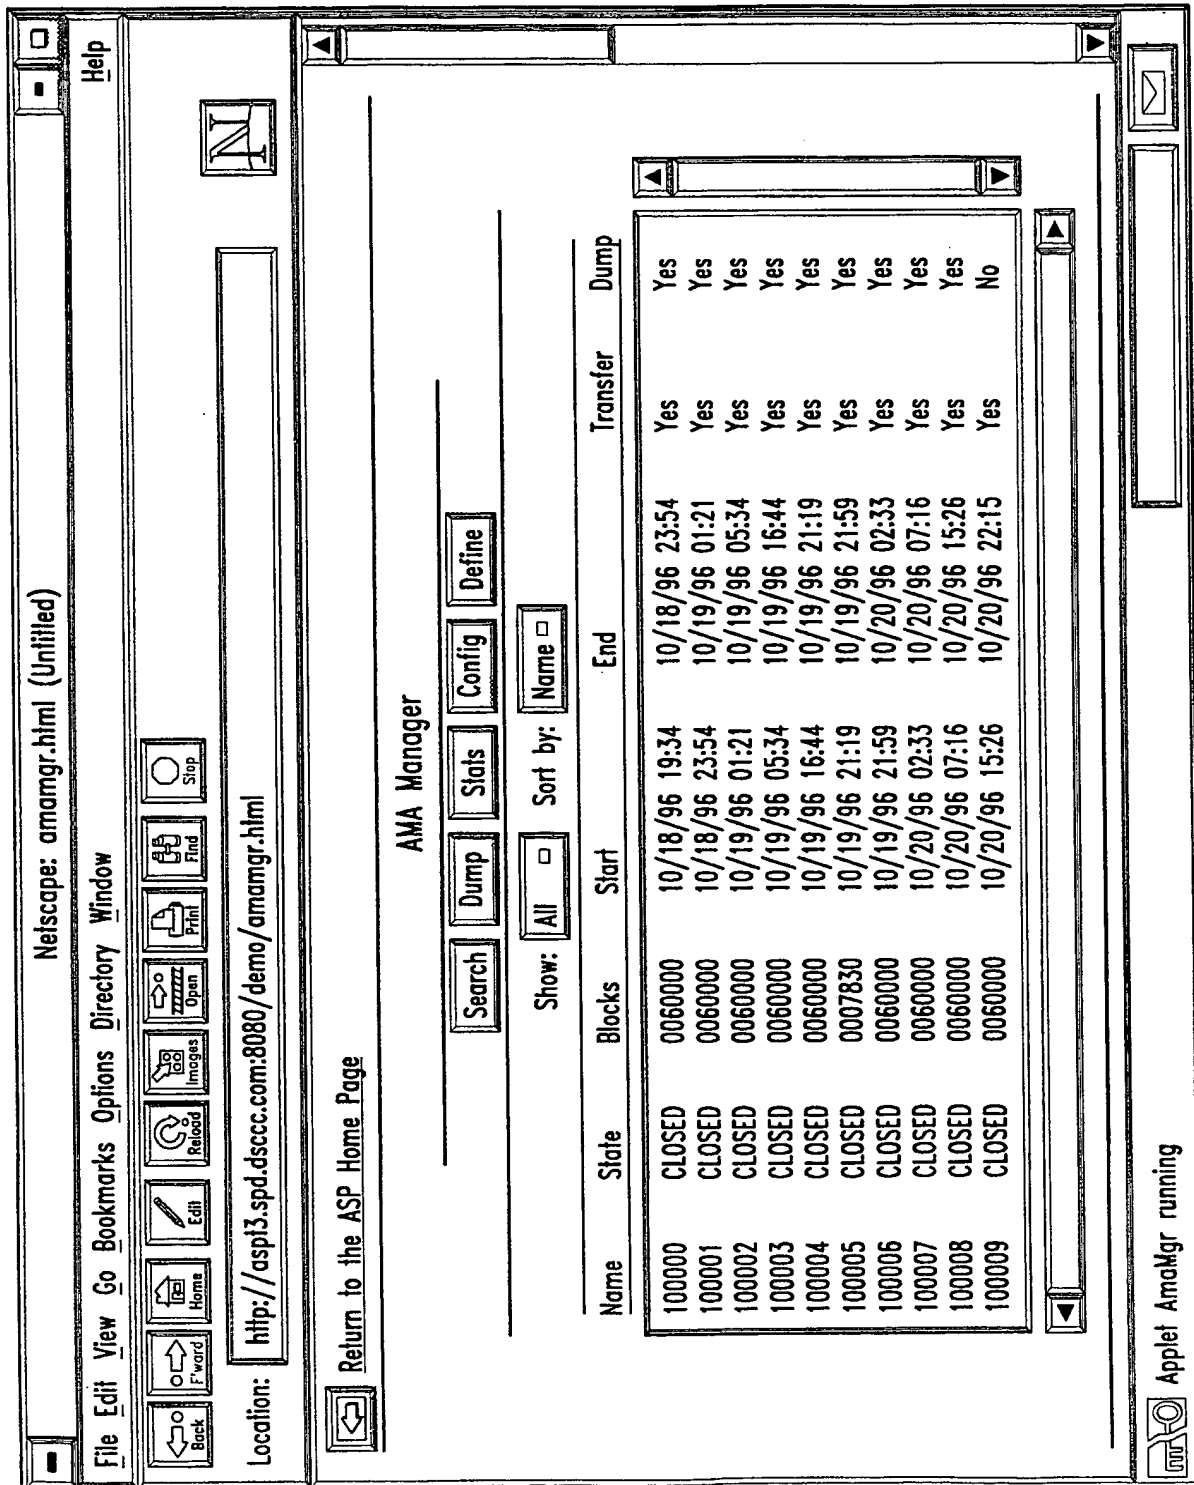 Netscape: amamgr.html (Untitled)
File Edit View Go Bookmarks Options Directory Window Help
Back F'ward Home Edit Reload Images Open Print Find Stop
Location: http://aspt3.spd.dsccc.com:8080/demo/amamgr.html
N
Return to the ASP Home Page
AMA Manager
Search Dump Stats Config Define
Show: All Sort by: Name
Name State Blocks Start End Transfer Dump
100000 CLOSED 0060000 10/18/96 19:34 10/18/96 23:54 Yes Yes
100001 CLOSED 0060000 10/18/96 23:54 10/19/96 01:21 Yes Yes
100002 CLOSED 0060000 10/19/96 01:21 10/19/96 05:34 Yes Yes
100003 CLOSED 0060000 10/19/96 05:34 10/19/96 16:44 Yes Yes
100004 CLOSED 0060000 10/19/96 16:44 10/19/96 21:19 Yes Yes
100005 CLOSED 0007830 10/19/96 21:19 10/19/96 21:59 Yes Yes
100006 CLOSED 0060000 10/19/96 21:59 10/20/96 02:33 Yes Yes
100007 CLOSED 0060000 10/20/96 02:33 10/20/96 07:16 Yes Yes
100008 CLOSED 0060000 10/20/96 07:16 10/20/96 15:26 Yes Yes
100009 CLOSED 0060000 10/20/96 15:26 10/20/96 22:15 Yes No
Applet AmaMgr running